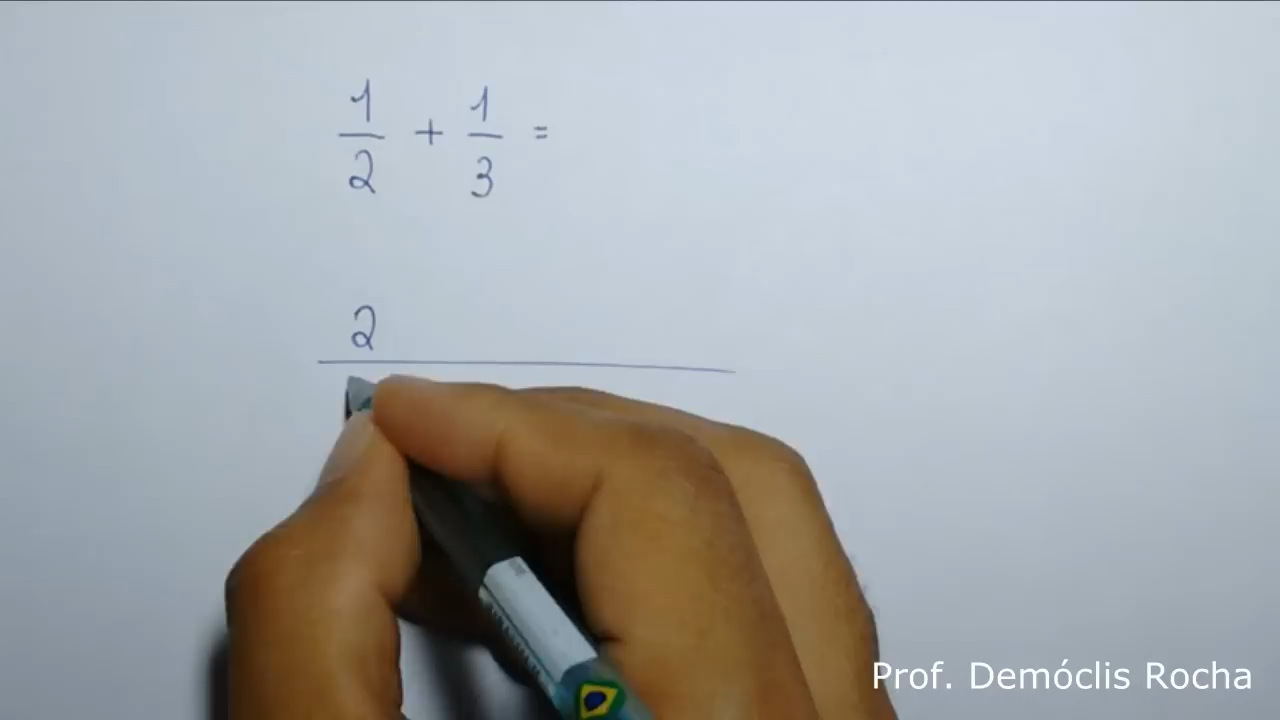 1/2 + 1/3 =
2
Prof. Demóclis Rocha